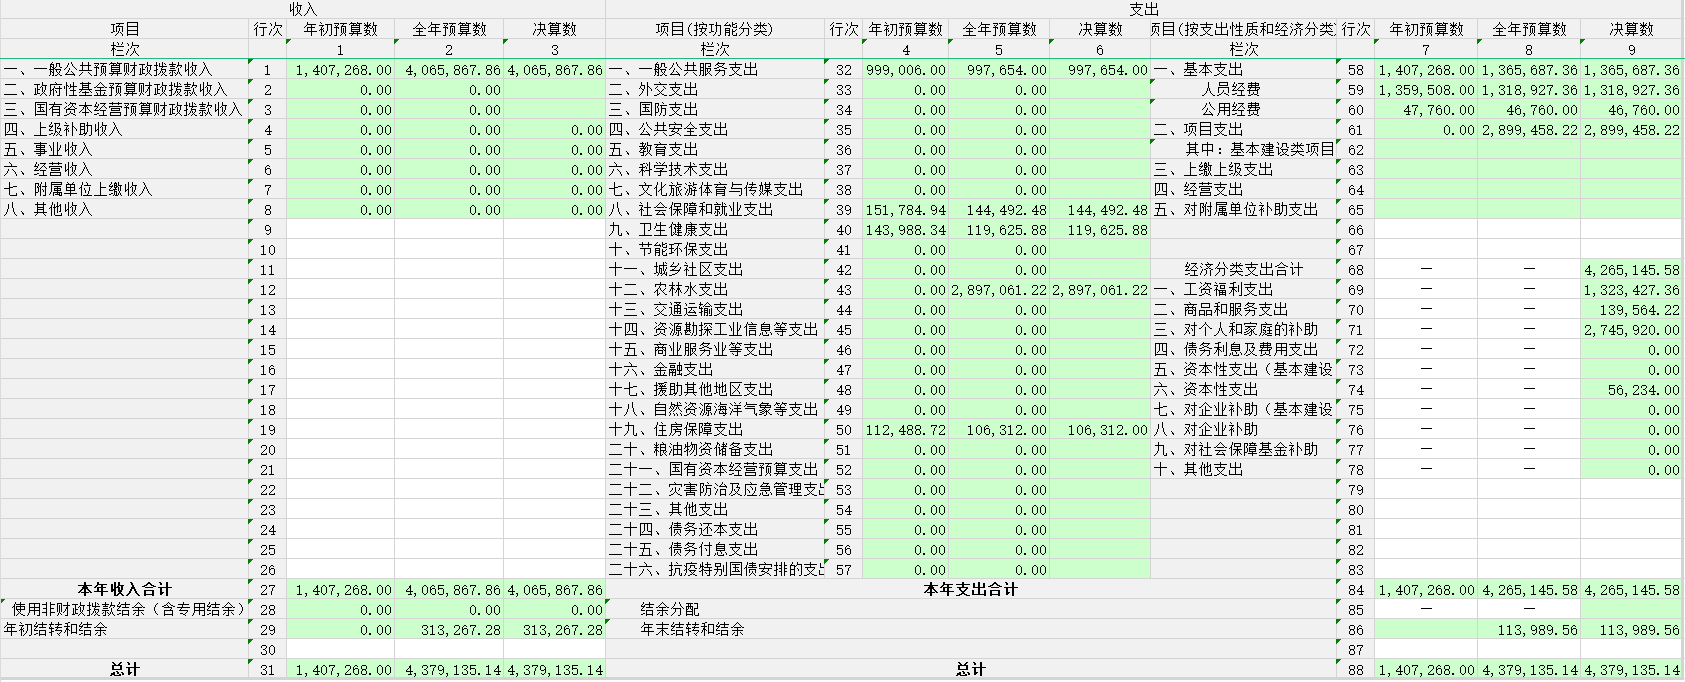 收入 支出
项目 行次 年初预算数 全年预算数 决算数 项目(按功能分类) 行次 年初预算数 全年预算数 决算数 项目(按支出性质和经济分类) 行次 年初预算数 全年预算数 决算数
栏次 1 2 3 栏次 4 5 6 栏次 7 8 9
一、一般公共预算财政拨款收入 1 1,407,268.00 4,065,867.86 4,065,867.86 一、一般公共服务支出 32 999,006.00 997,654.00 997,654.00 一、基本支出 58 1,407,268.00 1,365,687.36 1,365,687.36
二、政府性基金预算财政拨款收入 2 0.00 0.00 二、外交支出 33 0.00 0.00 人员经费 59 1,359,508.00 1,318,927.36 1,318,927.36
三、国有资本经营预算财政拨款收入 3 0.00 0.00 三、国防支出 34 0.00 0.00 公用经费 60 47,760.00 46,760.00 46,760.00
四、上级补助收入 4 0.00 0.00 0.00 四、公共安全支出 35 0.00 0.00 二、项目支出 61 0.00 2,899,458.22 2,899,458.22
五、事业收入 5 0.00 0.00 0.00 五、教育支出 36 0.00 0.00 其中：基本建设类项目 62
六、经营收入 6 0.00 0.00 0.00 六、科学技术支出 37 0.00 0.00 三、上缴上级支出 63
七、附属单位上缴收入 7 0.00 0.00 0.00 七、文化旅游体育与传媒支出 38 0.00 0.00 四、经营支出 64
八、其他收入 8 0.00 0.00 0.00 八、社会保障和就业支出 39 151,784.94 144,492.48 144,492.48 五、对附属单位补助支出 65
9 九、卫生健康支出 40 143,988.34 119,625.88 119,625.88 66
10 十、节能环保支出 41 0.00 0.00 67
11 十一、城乡社区支出 42 0.00 0.00 经济分类支出合计 68 — — 4,265,145.58
12 十二、农林水支出 43 0.00 2,897,061.22 2,897,061.22 一、工资福利支出 69 — — 1,323,427.36
13 十三、交通运输支出 44 0.00 0.00 二、商品和服务支出 70 — — 139,564.22
14 十四、资源勘探工业信息等支出 45 0.00 0.00 三、对个人和家庭的补助 71 — — 2,745,920.00
15 十五、商业服务业等支出 46 0.00 0.00 四、债务利息及费用支出 72 — — 0.00
16 十六、金融支出 47 0.00 0.00 五、资本性支出（基本建设 73 — — 0.00
17 十七、援助其他地区支出 48 0.00 0.00 六、资本性支出 74 — — 56,234.00
18 十八、自然资源海洋气象等支出 49 0.00 0.00 七、对企业补助（基本建设 75 — — 0.00
19 十九、住房保障支出 50 112,488.72 106,312.00 106,312.00 八、对企业补助 76 — — 0.00
20 二十、粮油物资储备支出 51 0.00 0.00 九、对社会保障基金补助 77 — — 0.00
21 二十一、国有资本经营预算支出 52 0.00 0.00 十、其他支出 78 — — 0.00
22 二十二、灾害防治及应急管理支出 53 0.00 0.00 79
23 二十三、其他支出 54 0.00 0.00 80
24 二十四、债务还本支出 55 0.00 0.00 81
25 二十五、债务付息支出 56 0.00 0.00 82
26 二十六、抗疫特别国债安排的支出 57 0.00 0.00 83
本年收入合计 27 1,407,268.00 4,065,867.86 4,065,867.86 本年支出合计 84 1,407,268.00 4,265,145.58 4,265,145.58
使用非财政拨款结余（含专用结余） 28 0.00 0.00 0.00 结余分配 85 — —
年初结转和结余 29 0.00 313,267.28 313,267.28 年末结转和结余 86 113,989.56 113,989.56
30 87
总计 31 1,407,268.00 4,379,135.14 4,379,135.14 总计 88 1,407,268.00 4,379,135.14 4,379,135.14